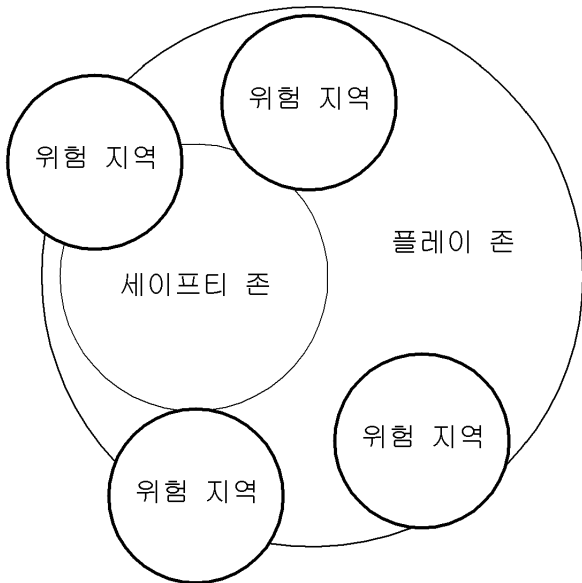 위험 지역
위험 지역
플레이 존
세이프티 존
위험 지역
위험 지역